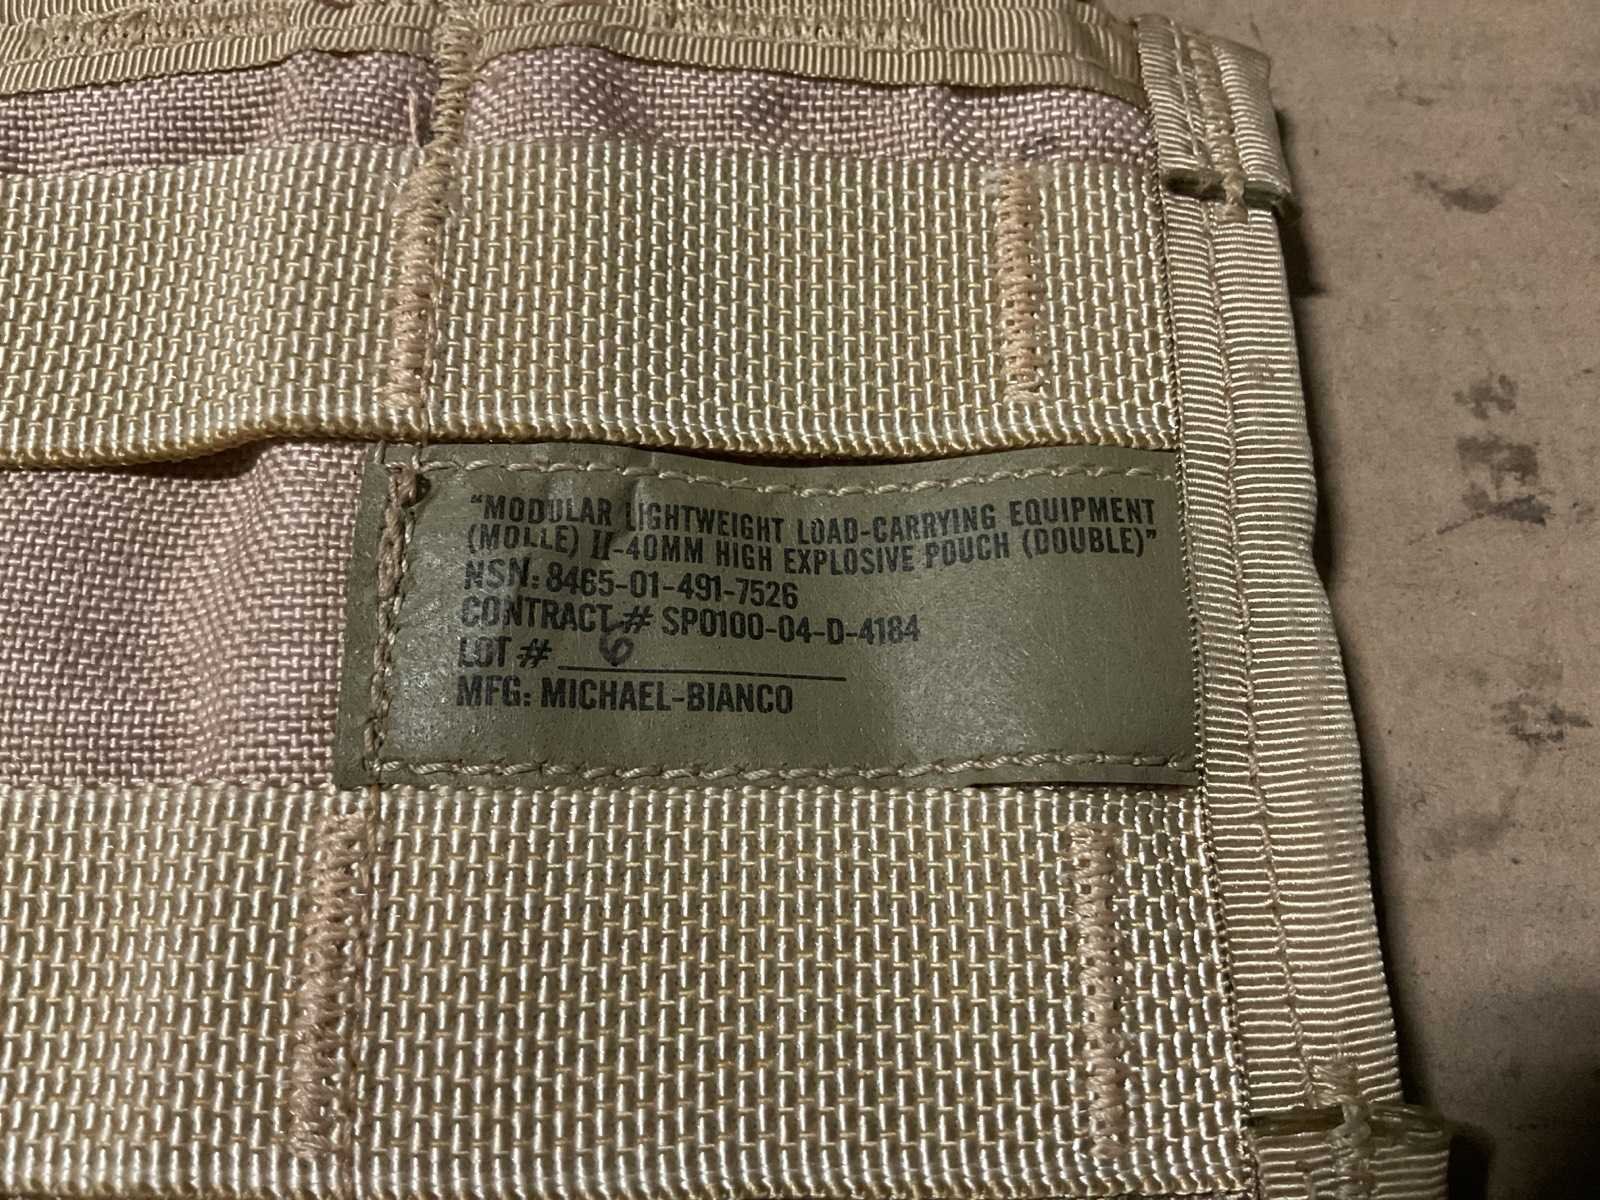 “MODULAR LIGHTWEIGHT LOAD-CARRYING EQUIPMENT
(MOLLE) II-40MM HIGH EXPLOSIVE POUCH (DOUBLE)”
NSN: 8465-01-491-7526
CONTRACT # SPO100-04-D-4184
LOT # 6
MFG: MICHAEL-BIANCO